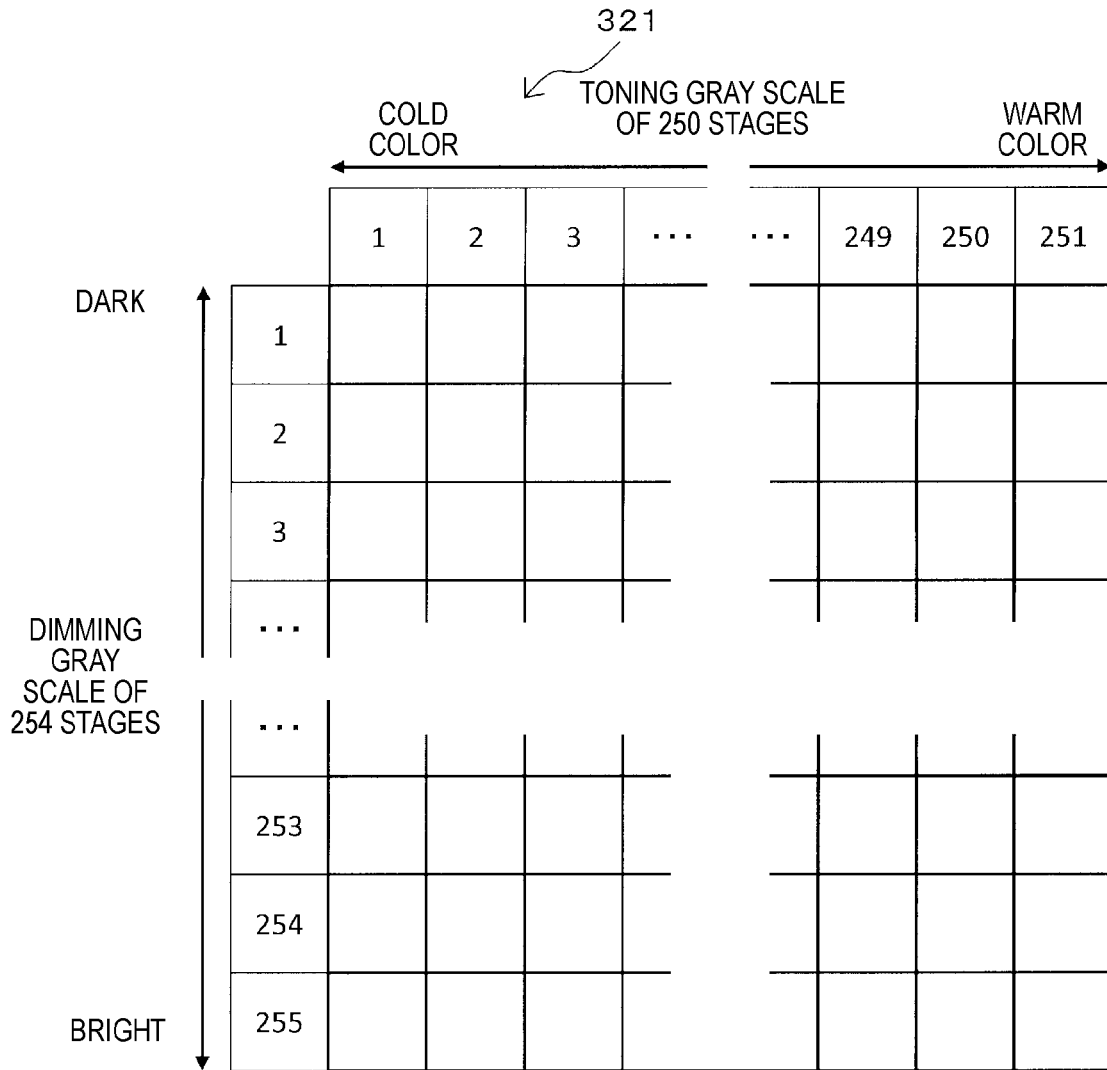 321
TONING GRAY SCALE
OF 250 STAGES
COLD
COLOR
WARM
COLOR
1 2 3 ... ... 249 250 251
DARK
1
2
3
...
DIMMING
GRAY
SCALE OF
254 STAGES
...
253
254
255
BRIGHT